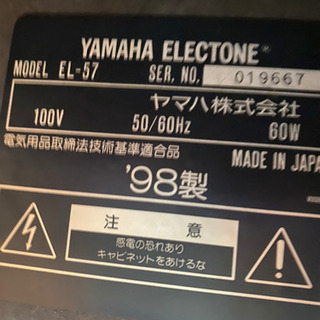 YAMAHA ELECTONE®
MODEL EL-57 SER. NO. 019667
ヤマハ株式会社
100V 50/60Hz 60W
電気用品取締法技術基準適合品
MADE IN JAPA
'98製
注意
感電の恐れあり
キャビネットをあけるな